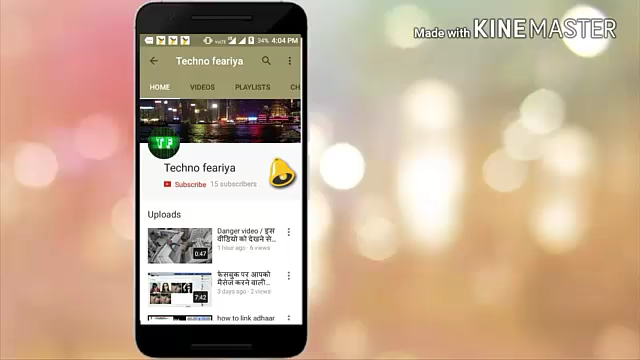 Made with KINEMASTER
34% 4:04 PM
Techno feariya
HOME VIDEOS PLAYLISTS CH
TF
Techno feariya
Subscribe 15 subscribers
Uploads
Danger video / इस
वीडियो को देखने से...
1 hour ago · 6 views
0:47
फेसबुक पर आपको
मैसेज करने वाली...
3 days ago · 2 views
7:42
how to link adhaar